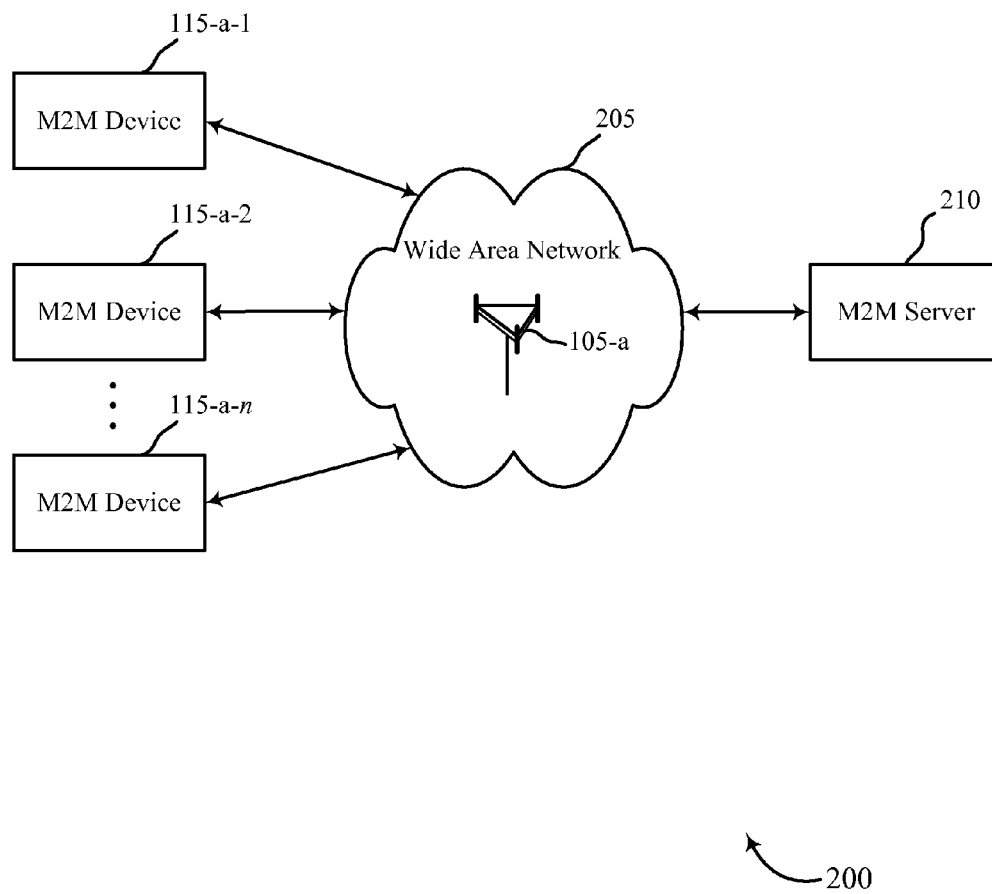 115-a-1
M2M Device
205
115-a-2
210
Wide Area Network
M2M Device
M2M Server
105-a
115-a-n
M2M Device
200